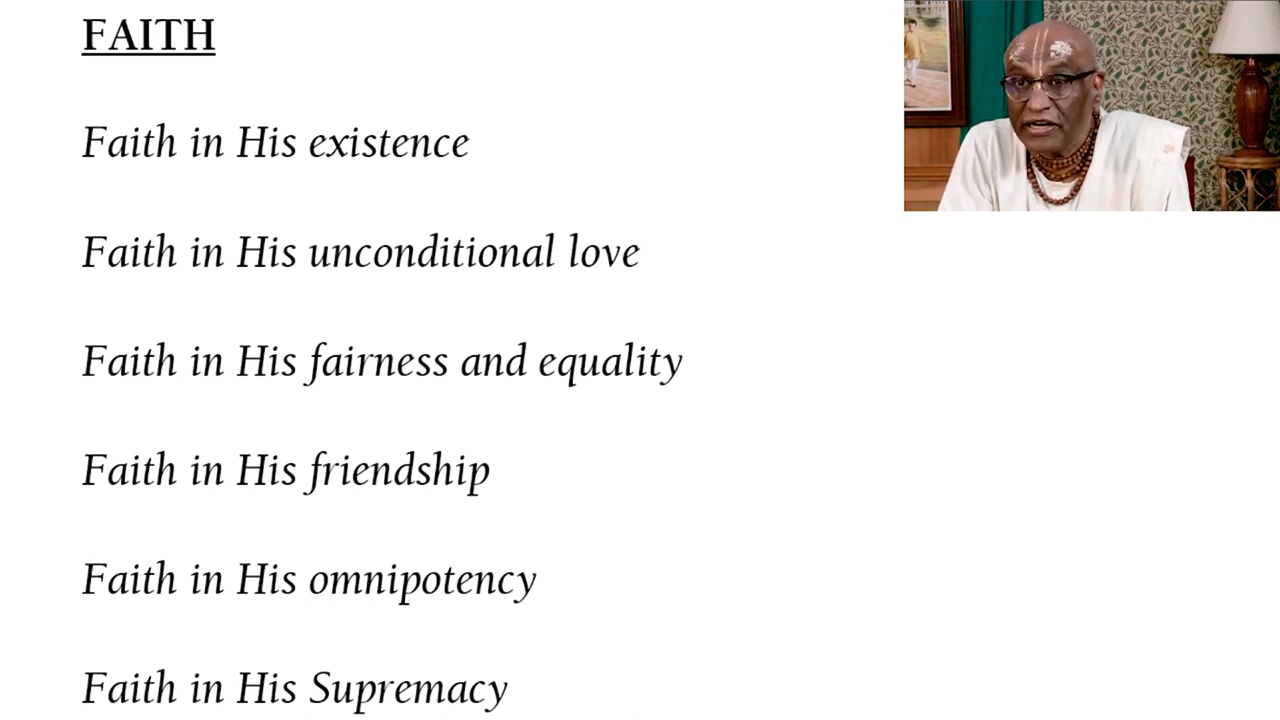 FAITH
Faith in His existence
Faith in His unconditional love
Faith in His fairness and equality
Faith in His friendship
Faith in His omnipotency
Faith in His Supremacy